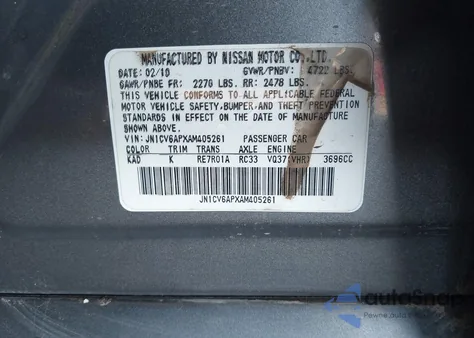 MANUFACTURED BY NISSAN MOTOR CO.,LTD.
DATE: 02/10 GVWR/PNBV: 4722 LBS.
GAWR/PNBE FR: 2270 LBS. RR: 2478 LBS.
THIS VEHICLE CONFORMS TO ALL APPLICABLE FEDERAL
MOTOR VEHICLE SAFETY,BUMPER,AND THEFT PREVENTION
STANDARDS IN EFFECT ON THE DATE OF MANUFACTURE
SHOWN ABOVE.
VIN:JN1CV6APXAM405261 PASSENGER CAR
COLOR TRIM TRANS AXLE ENGINE
KAD K RE7R01A RC33 VQ37 VHR 3696CC
JN1CV6APXAM405261
autoSnap